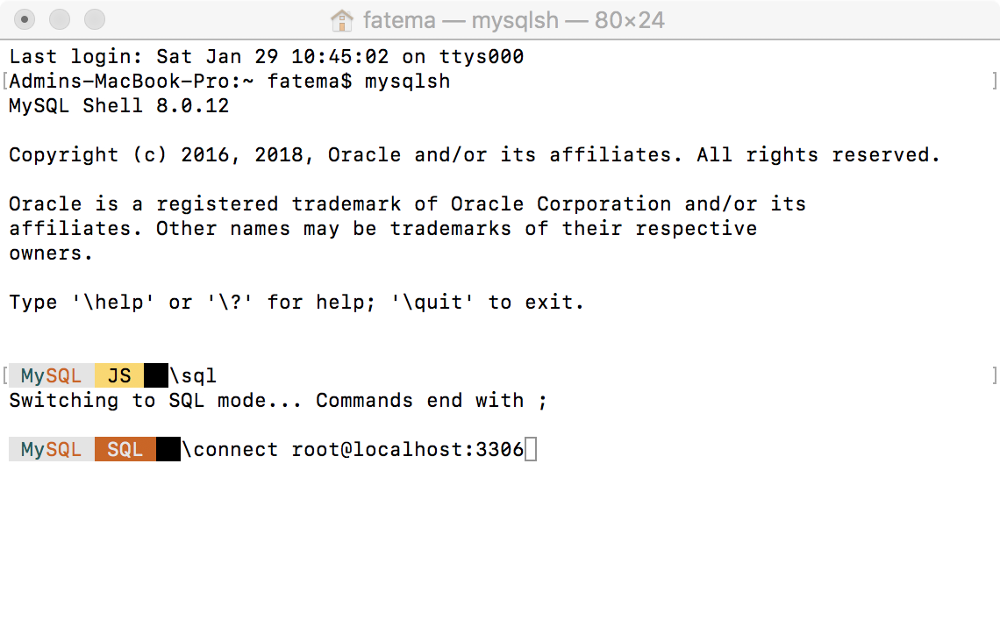 fatema — mysqlsh — 80×24
Last login: Sat Jan 29 10:45:02 on ttys000
[Admins-MacBook-Pro:~ fatema$ mysqlsh ]
MySQL Shell 8.0.12
Copyright (c) 2016, 2018, Oracle and/or its affiliates. All rights reserved.
Oracle is a registered trademark of Oracle Corporation and/or its
affiliates. Other names may be trademarks of their respective
owners.
Type '\help' or '\?' for help; '\quit' to exit.
[ MySQL JS \sql ]
Switching to SQL mode... Commands end with ;
MySQL SQL \connect root@localhost:3306